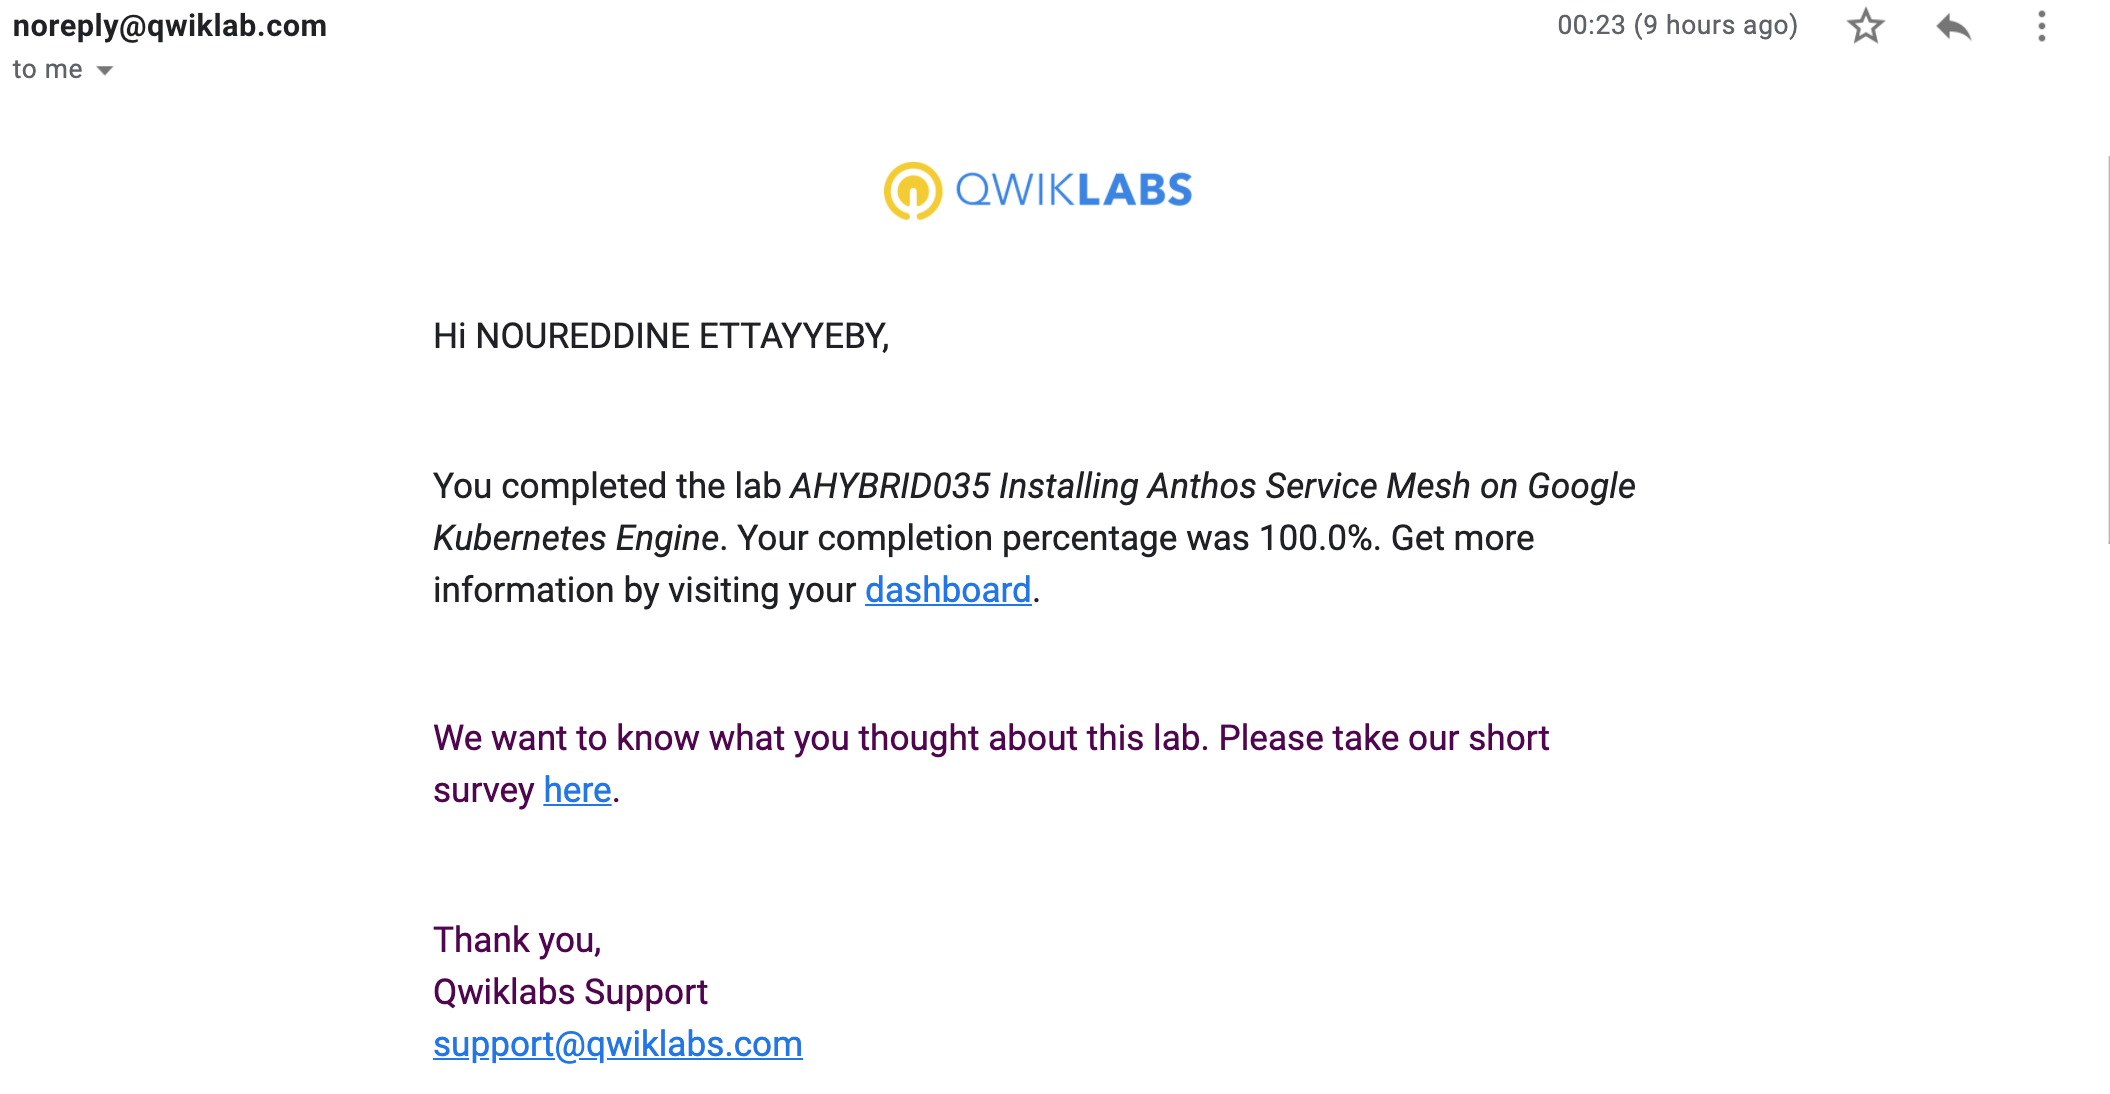 noreply@qwiklab.com
00:23 (9 hours ago)
to me
QWIKLABS
Hi NOUREDDINE ETTAYYEBY,
You completed the lab AHYBRID035 Installing Anthos Service Mesh on Google
Kubernetes Engine. Your completion percentage was 100.0%. Get more
information by visiting your dashboard.
We want to know what you thought about this lab. Please take our short
survey here.
Thank you,
Qwiklabs Support
support@qwiklabs.com